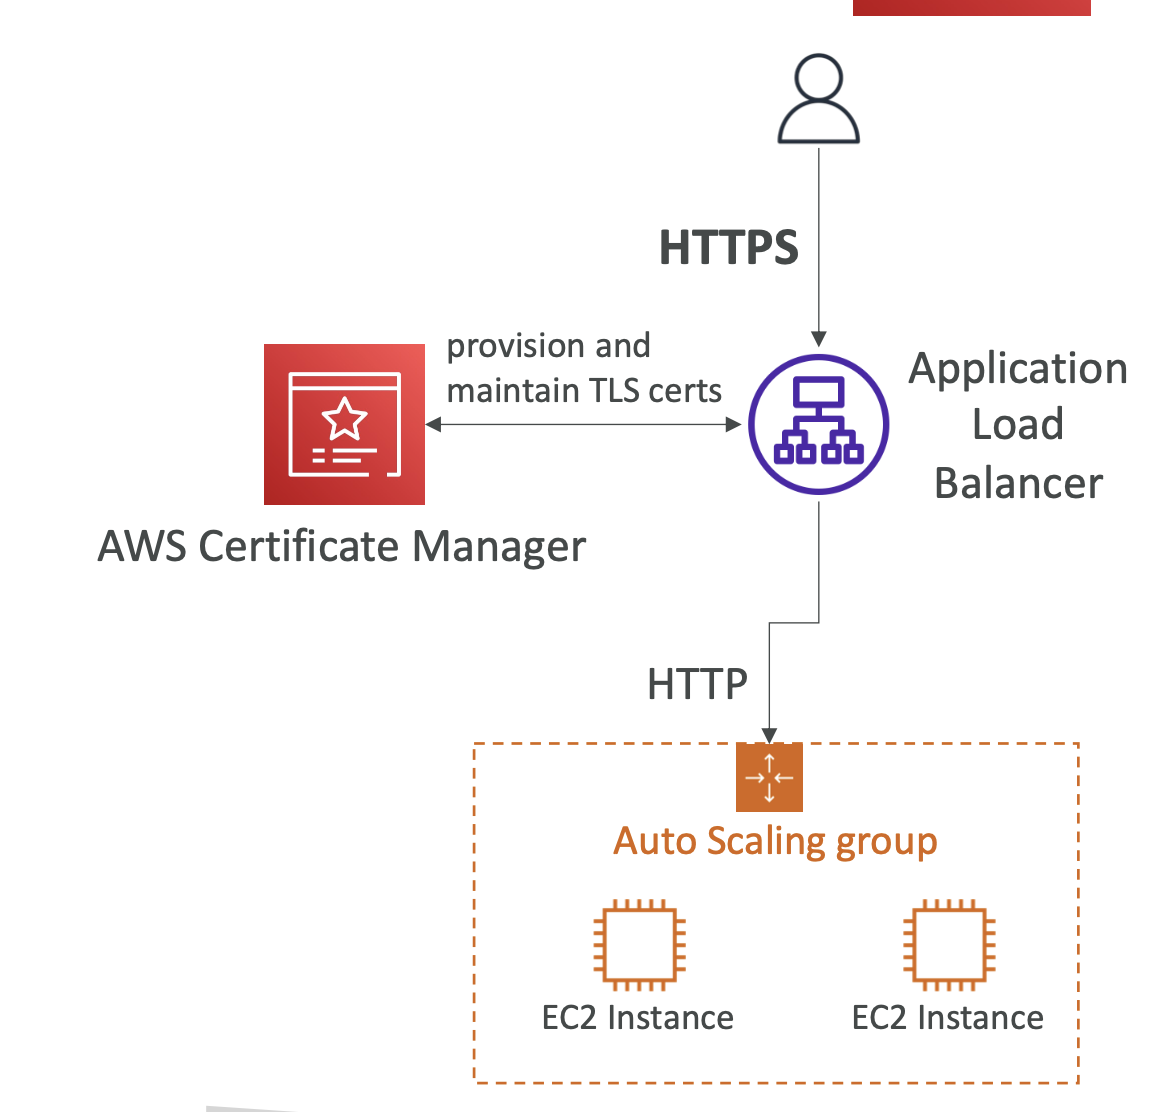 HTTPS
provision and
maintain TLS certs
Application
Load
Balancer
AWS Certificate Manager
HTTP
Auto Scaling group
EC2 Instance
EC2 Instance